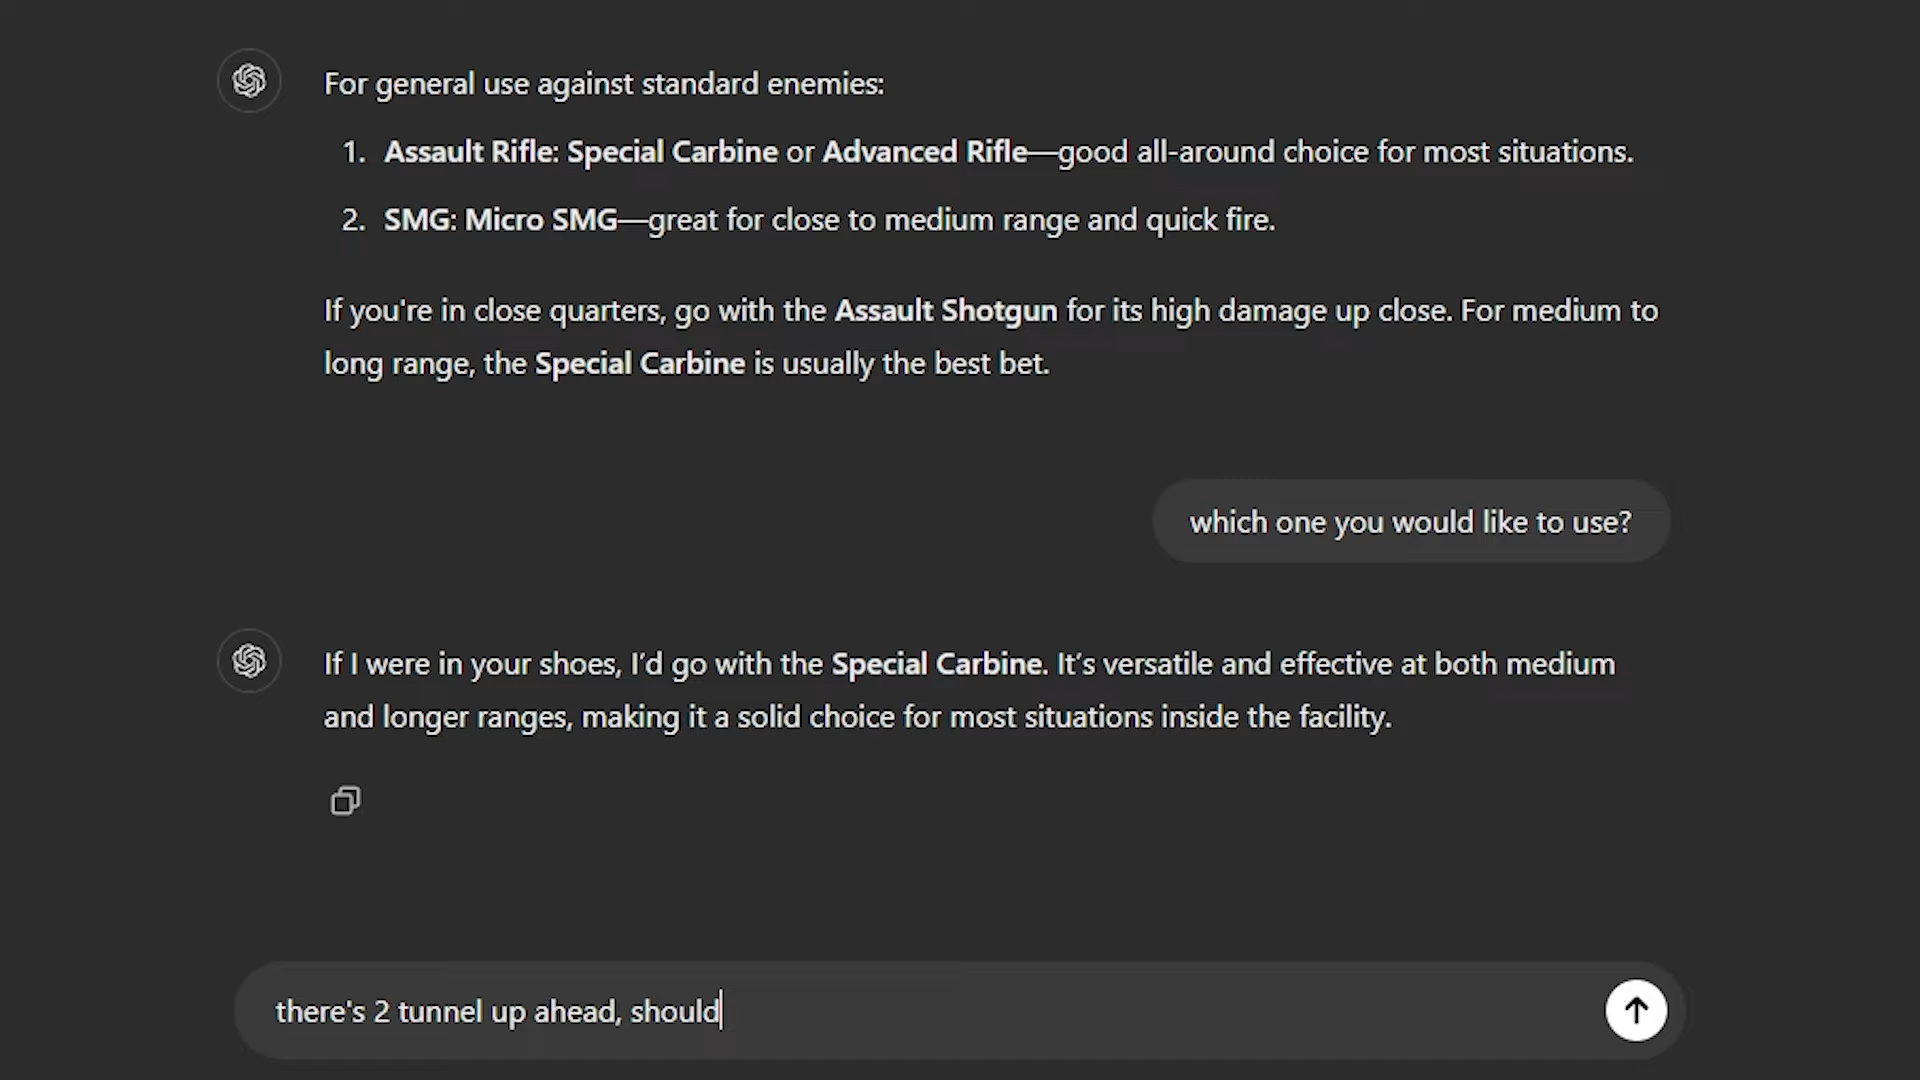 For general use against standard enemies:
1. Assault Rifle: Special Carbine or Advanced Rifle—good all-around choice for most situations.
2. SMG: Micro SMG—great for close to medium range and quick fire.
If you're in close quarters, go with the Assault Shotgun for its high damage up close. For medium to
long range, the Special Carbine is usually the best bet.
which one you would like to use?
If I were in your shoes, I’d go with the Special Carbine. It’s versatile and effective at both medium
and longer ranges, making it a solid choice for most situations inside the facility.
there's 2 tunnel up ahead, should